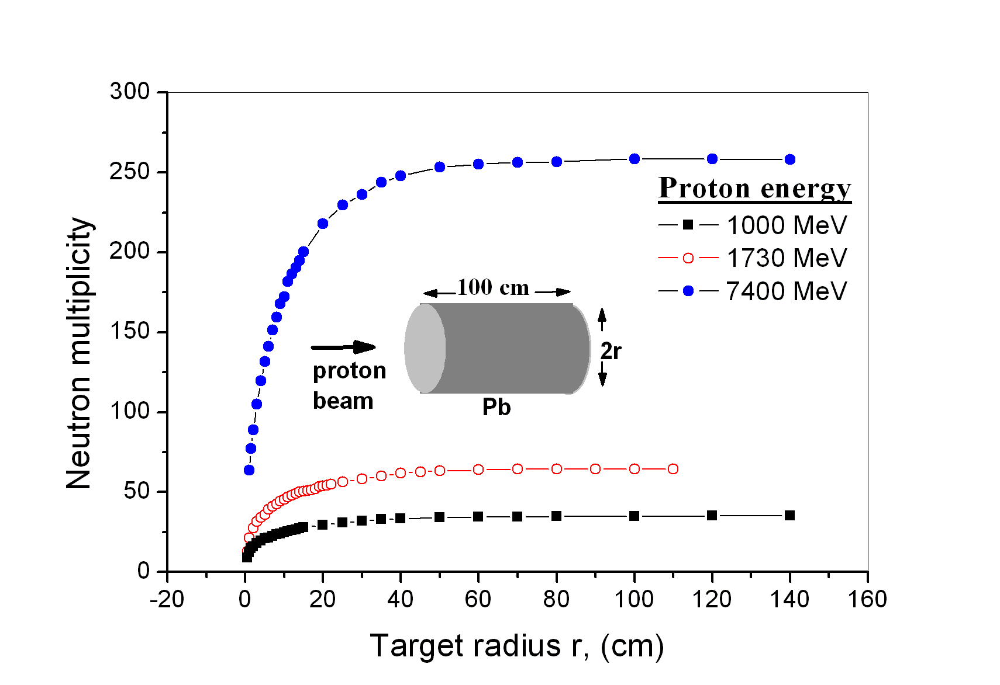 300
250
200
150
100
50
0
Neutron multiplicity
-20 0 20 40 60 80 100 120 140 160
Target radius r, (cm)
Proton energy
1000 MeV
1730 MeV
7400 MeV
100 cm
2r
proton
beam
Pb